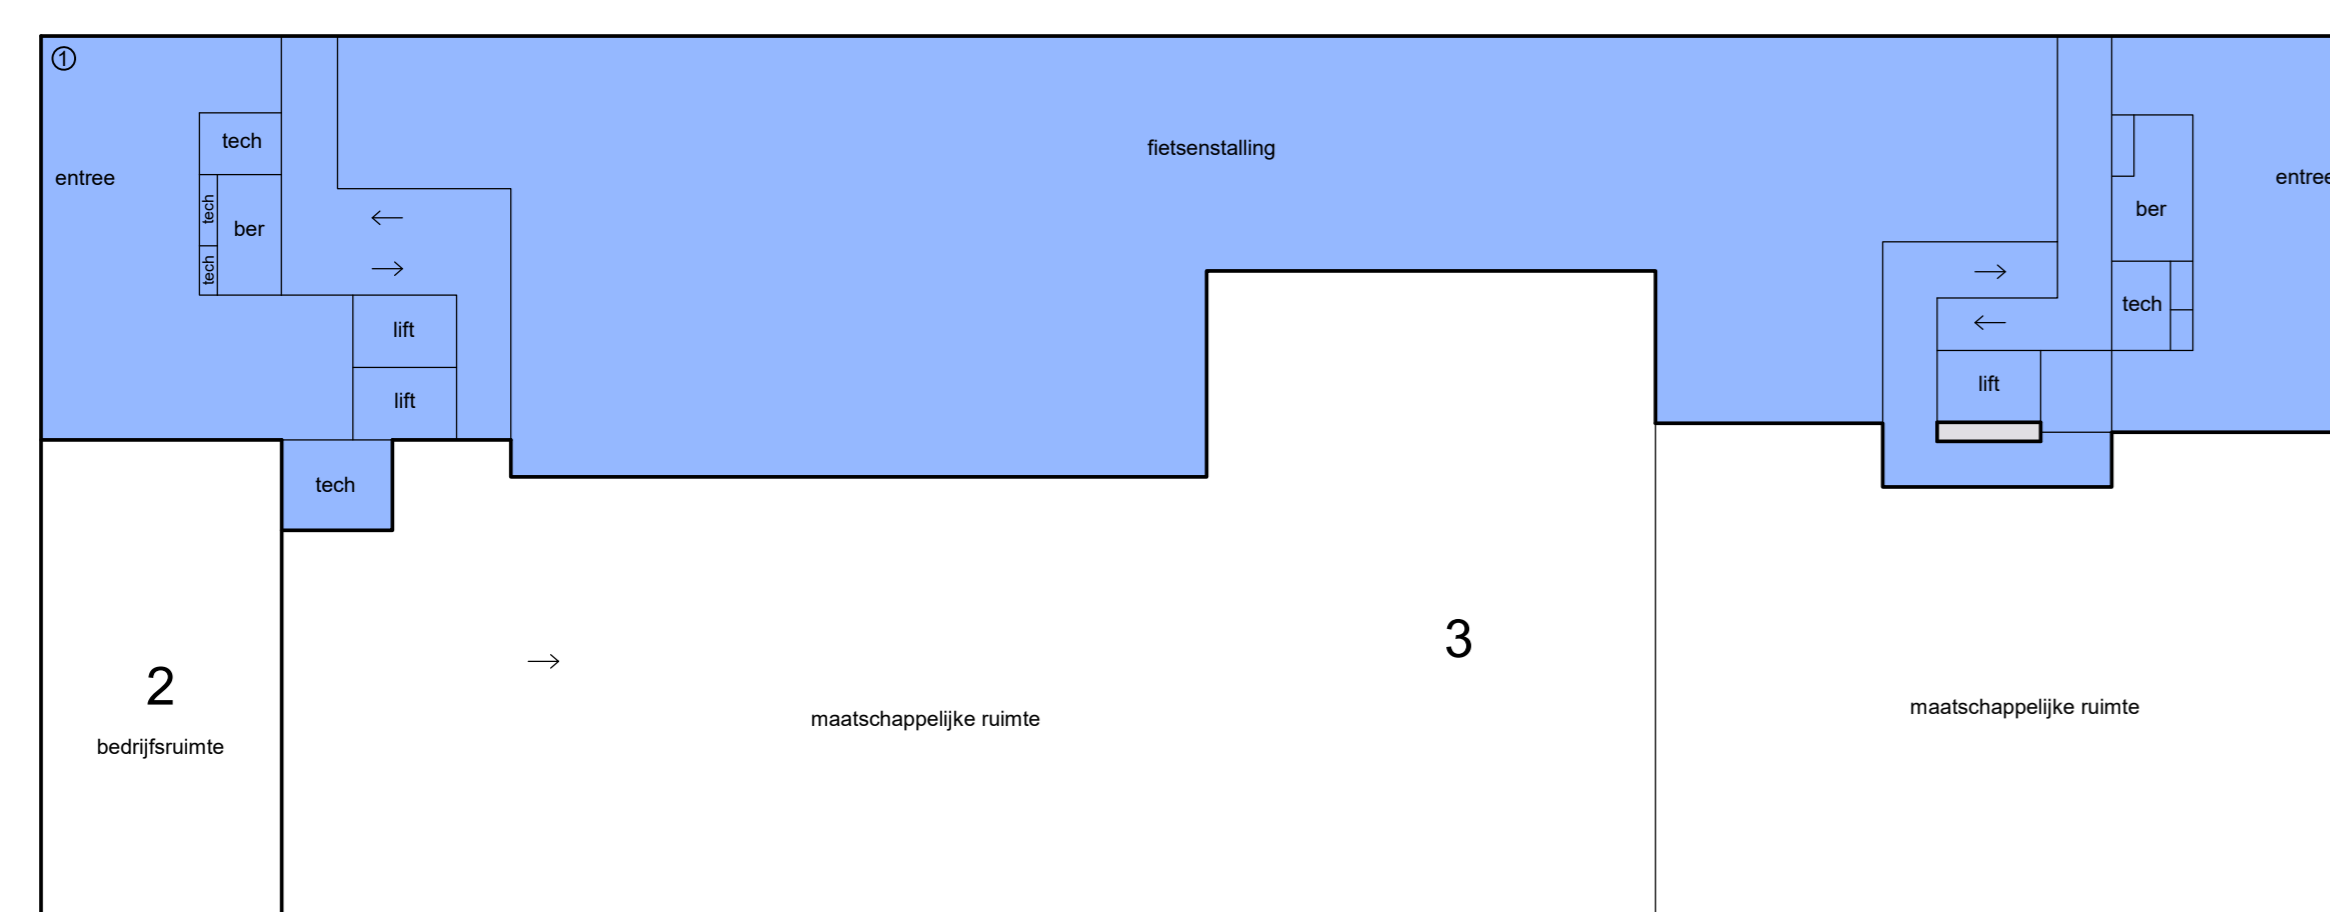 ①
tech
fietsenstalling
entree
entree
tech
ber
ber
tech
tech
lift
lift
lift
tech
3
2
maatschappelijke ruimte
maatschappelijke ruimte
bedrijfsruimte